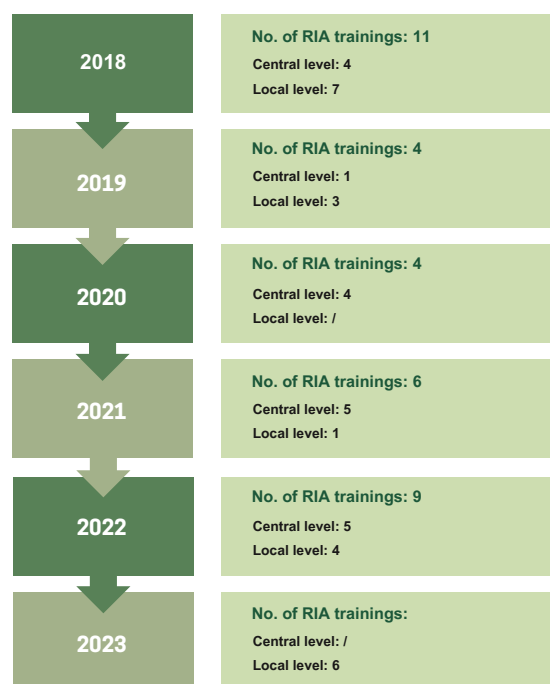 2018
No. of RIA trainings: 11
Central level: 4
Local level: 7
2019
No. of RIA trainings: 4
Central level: 1
Local level: 3
2020
No. of RIA trainings: 4
Central level: 4
Local level: /
2021
No. of RIA trainings: 6
Central level: 5
Local level: 1
2022
No. of RIA trainings: 9
Central level: 5
Local level: 4
2023
No. of RIA trainings:
Central level: /
Local level: 6